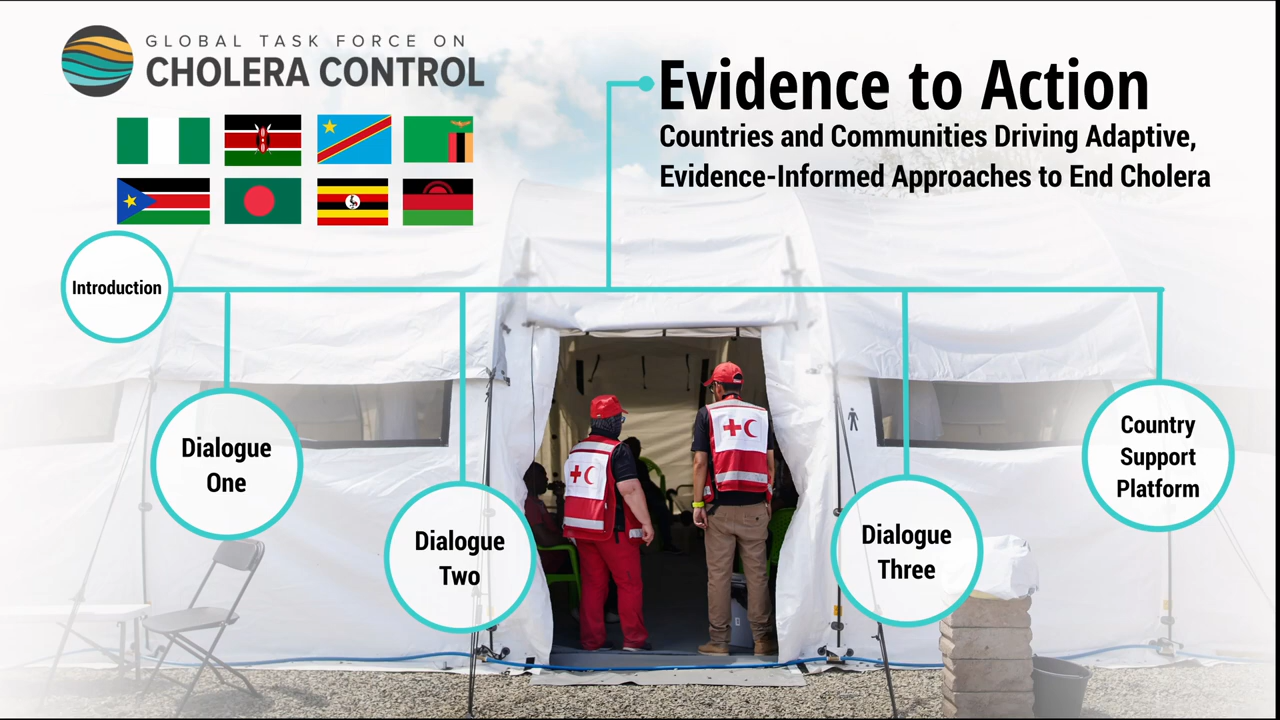 GLOBAL TASK FORCE ON
CHOLERA CONTROL
Evidence to Action
Countries and Communities Driving Adaptive,
Evidence-Informed Approaches to End Cholera
Introduction
Dialogue
One
Dialogue
Two
Dialogue
Three
Country
Support
Platform